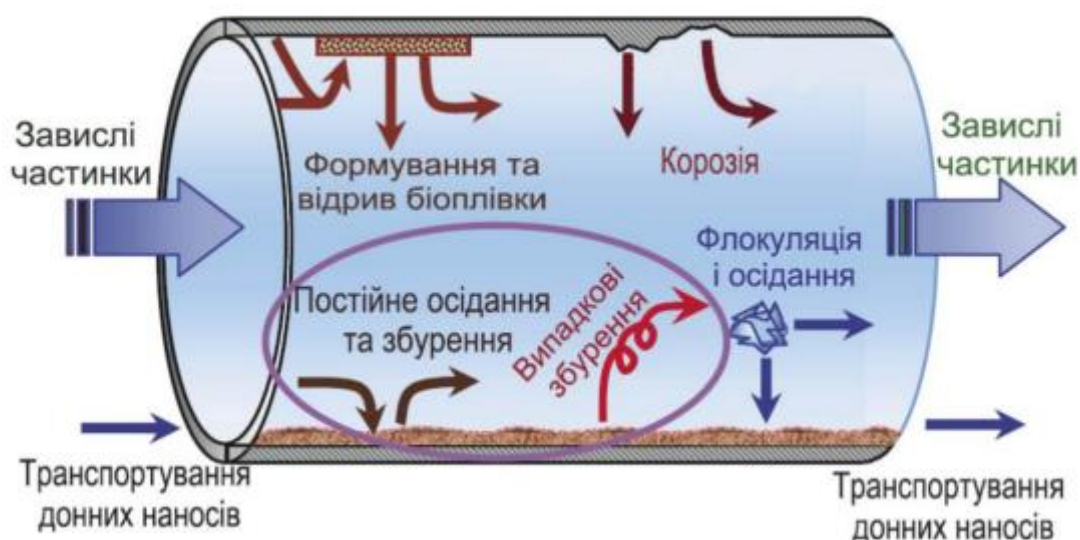 Завислі
частинки
Формування та
відрив біоплівки
Корозія
Завислі
частинки
Флокуляція
і осідання
Постійне осідання
та збурення
Випадкові
збурення
Транспортування
донних наносів
Транспортування
донних наносів